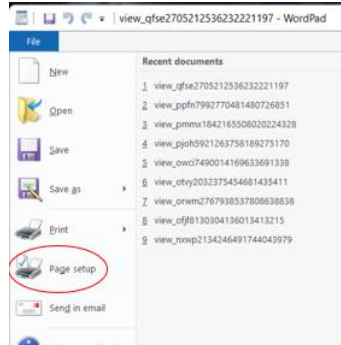 view_qfse2705212536232221197 - WordPad
File
New
Open
Save
Save as
Print
Page setup
Send in email
Recent documents
1 view_qfse2705212536232221197
2 view_ppfn7992770481480726851
3 view_pmmx1842165508020224328
4 view_pjoh5921263758189275170
5 view_owci7490014169633691338
6 view_otvy2032375454681435411
7 view_orwm2767938537808638838
8 view_ofjf8130304136013413215
9 view_nxwp2134246491744043979